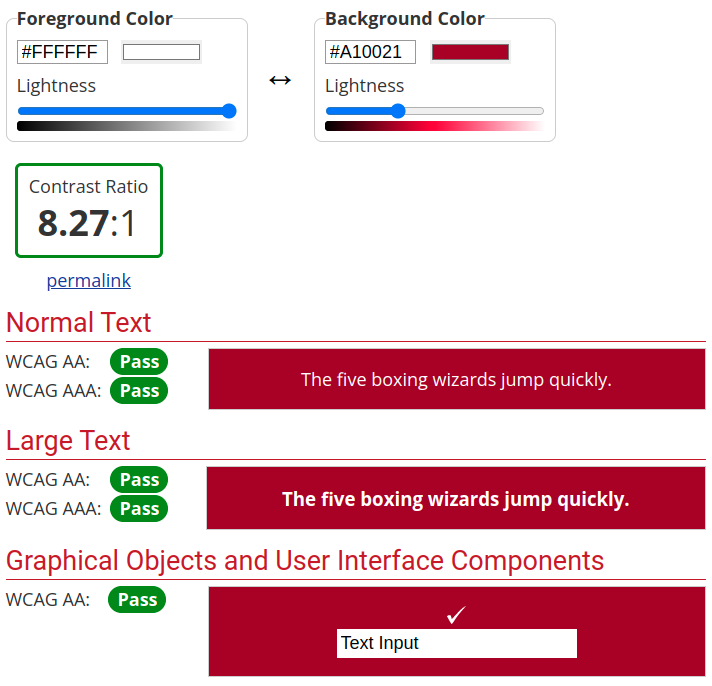 Foreground Color
Background Color
#FFFFFF
#A10021
↔
Lightness
Lightness
Contrast Ratio
8.27:1
permalink
Normal Text
WCAG AA: Pass
WCAG AAA: Pass
The five boxing wizards jump quickly.
Large Text
WCAG AA: Pass
WCAG AAA: Pass
The five boxing wizards jump quickly.
Graphical Objects and User Interface Components
WCAG AA: Pass
✓
Text Input